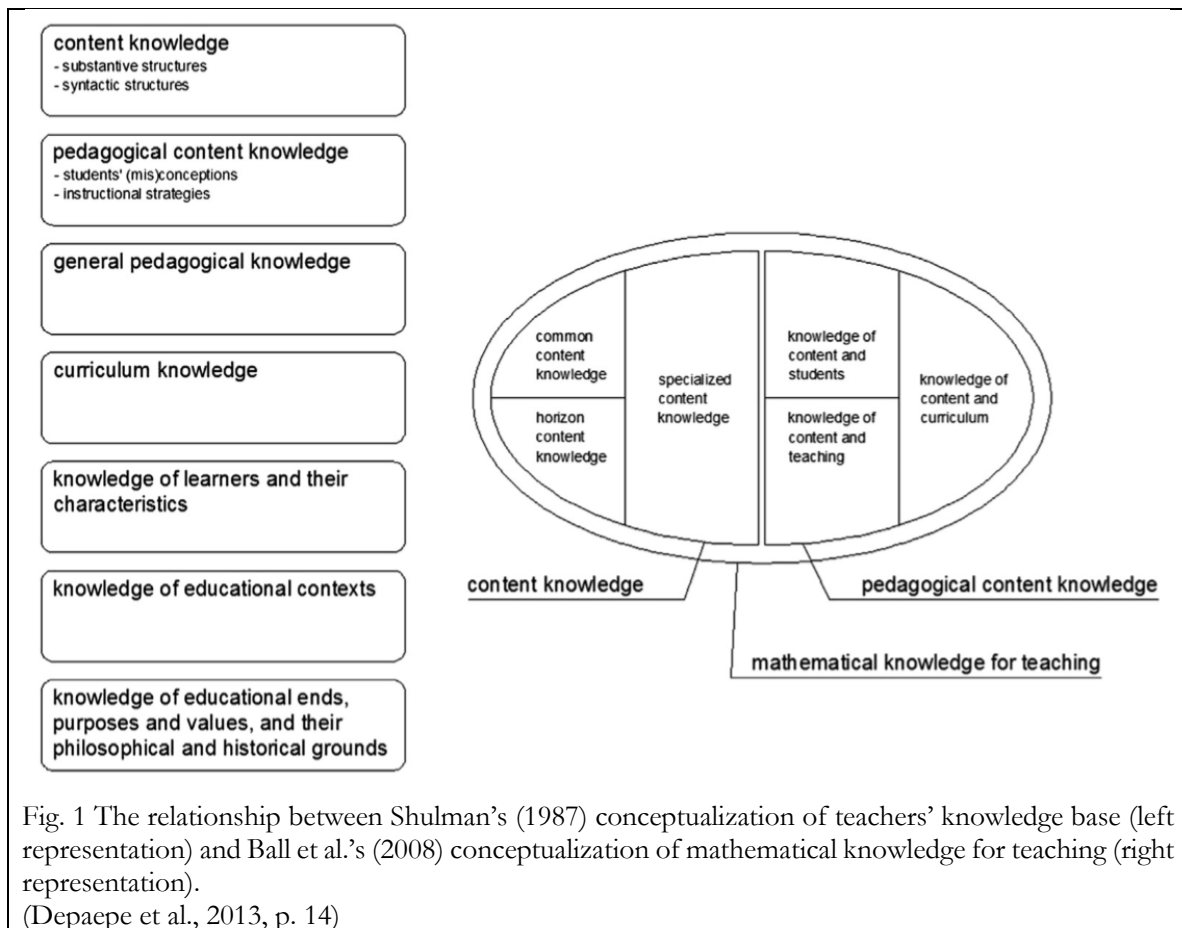 content knowledge
- substantive structures
- syntactic structures
pedagogical content knowledge
- students' (mis)conceptions
- instructional strategies
general pedagogical knowledge
curriculum knowledge
knowledge of learners and their
characteristics
knowledge of educational contexts
knowledge of educational ends,
purposes and values, and their
philosophical and historical grounds
common
content
knowledge
horizon
content
knowledge
specialized
content
knowledge
knowledge of
content and
students
knowledge of
content and
teaching
knowledge of
content and
curriculum
content knowledge
pedagogical content knowledge
mathematical knowledge for teaching
Fig. 1 The relationship between Shulman’s (1987) conceptualization of teachers’ knowledge base (left
representation) and Ball et al.’s (2008) conceptualization of mathematical knowledge for teaching (right
representation).
(Depaepe et al., 2013, p. 14)